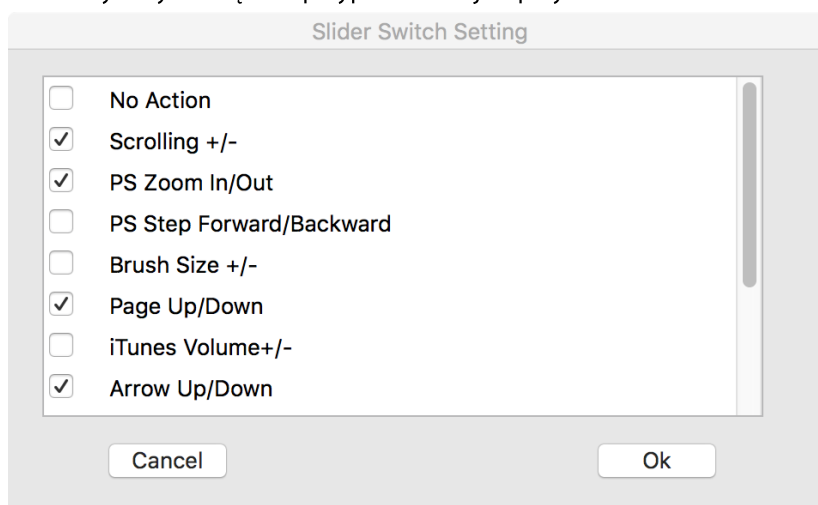 Slider Switch Setting
No Action
Scrolling +/-
PS Zoom In/Out
PS Step Forward/Backward
Brush Size +/-
Page Up/Down
iTunes Volume+/-
Arrow Up/Down
Cancel
Ok